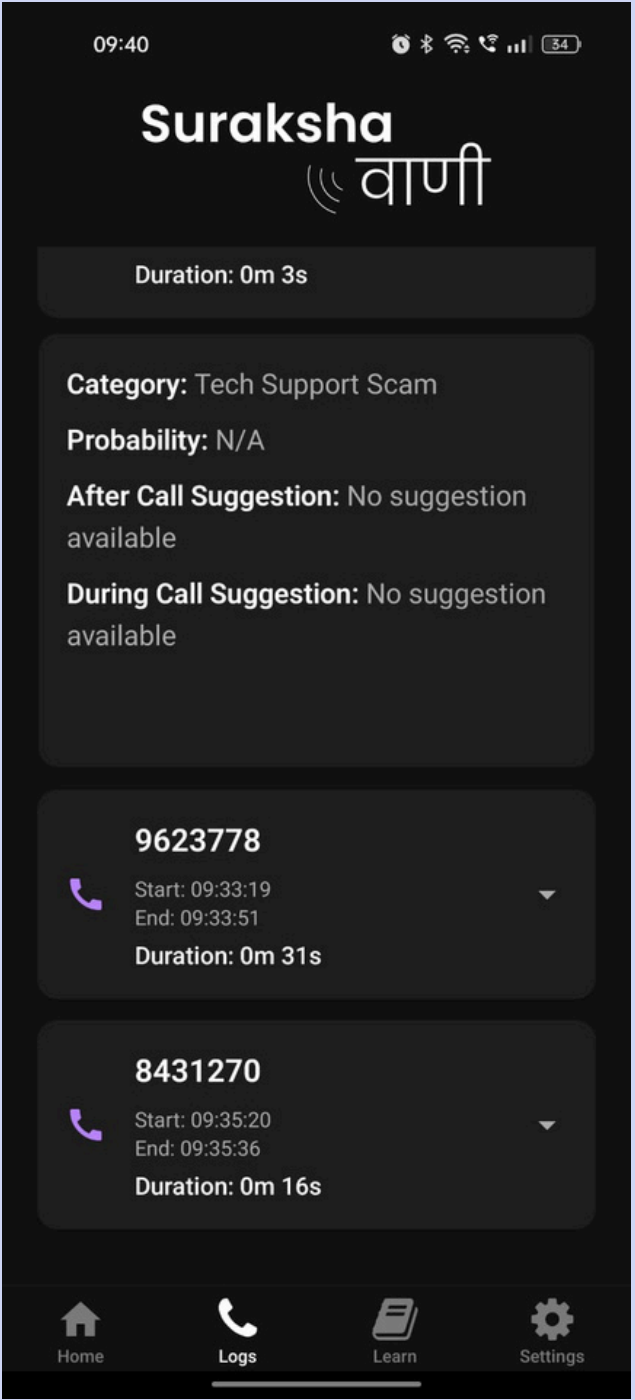 09:40
34
Suraksha
वाणी
Duration: 0m 3s
Category: Tech Support Scam
Probability: N/A
After Call Suggestion: No suggestion
available
During Call Suggestion: No suggestion
available
9623778
Start: 09:33:19
End: 09:33:51
Duration: 0m 31s
8431270
Start: 09:35:20
End: 09:35:36
Duration: 0m 16s
Home
Logs
Learn
Settings